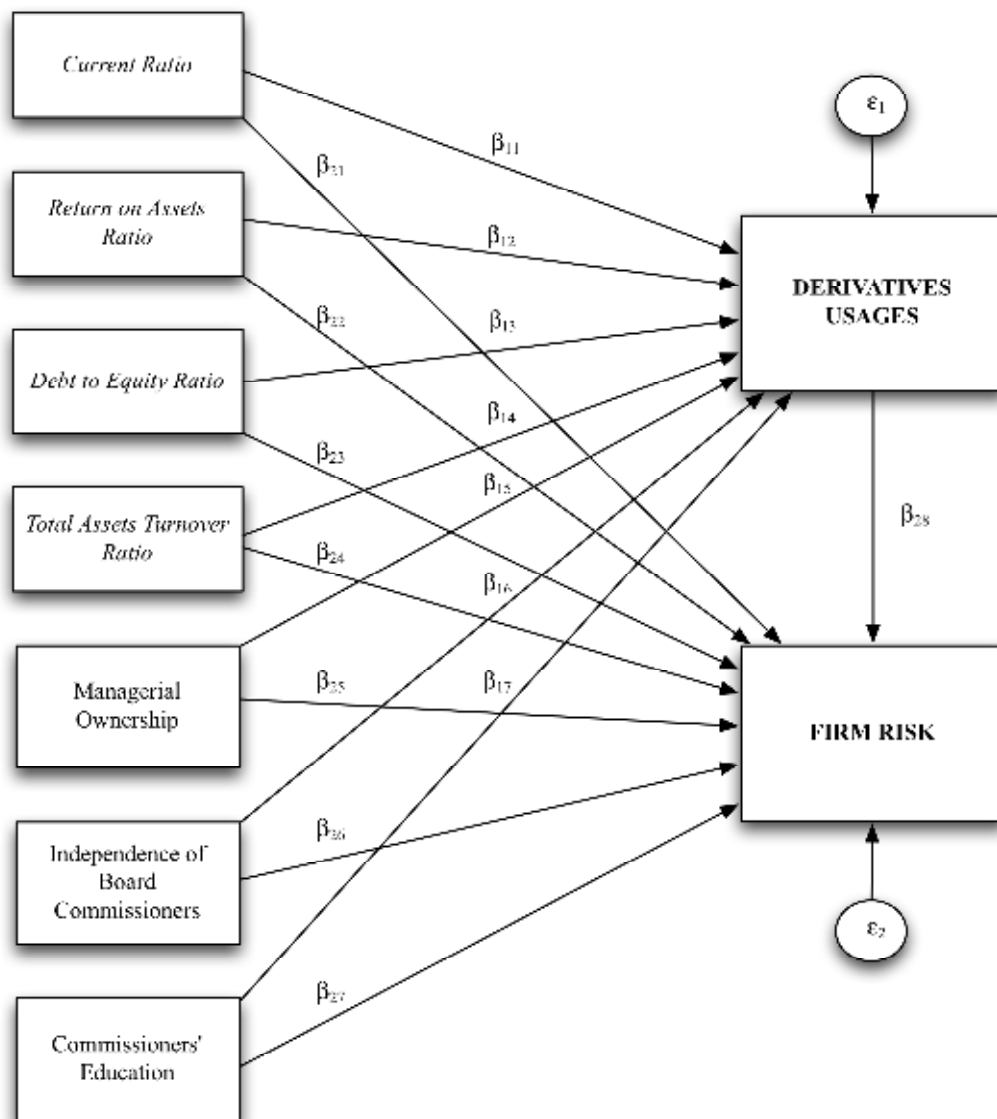 Current Ratio
ε1
β11
β21
Return on Assets
Ratio
β12
DERIVATIVES
USAGES
β22
β13
Debt to Equity Ratio
β14
β23
β15
Total Assets Turnover
Ratio
β28
β24
β16
Managerial
Ownership
β25
β17
FIRM RISK
Independence of
Board
Commissioners
β26
ε2
β27
Commissioners'
Education